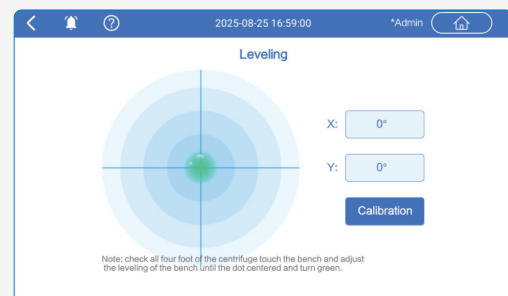 2025-08-25 16:59:00
*Admin
Leveling
X: 0°
Y: 0°
Calibration
Note: check all four foot of the centrifuge touch the bench and adjust
the leveling of the bench until the dot centered and turn green.